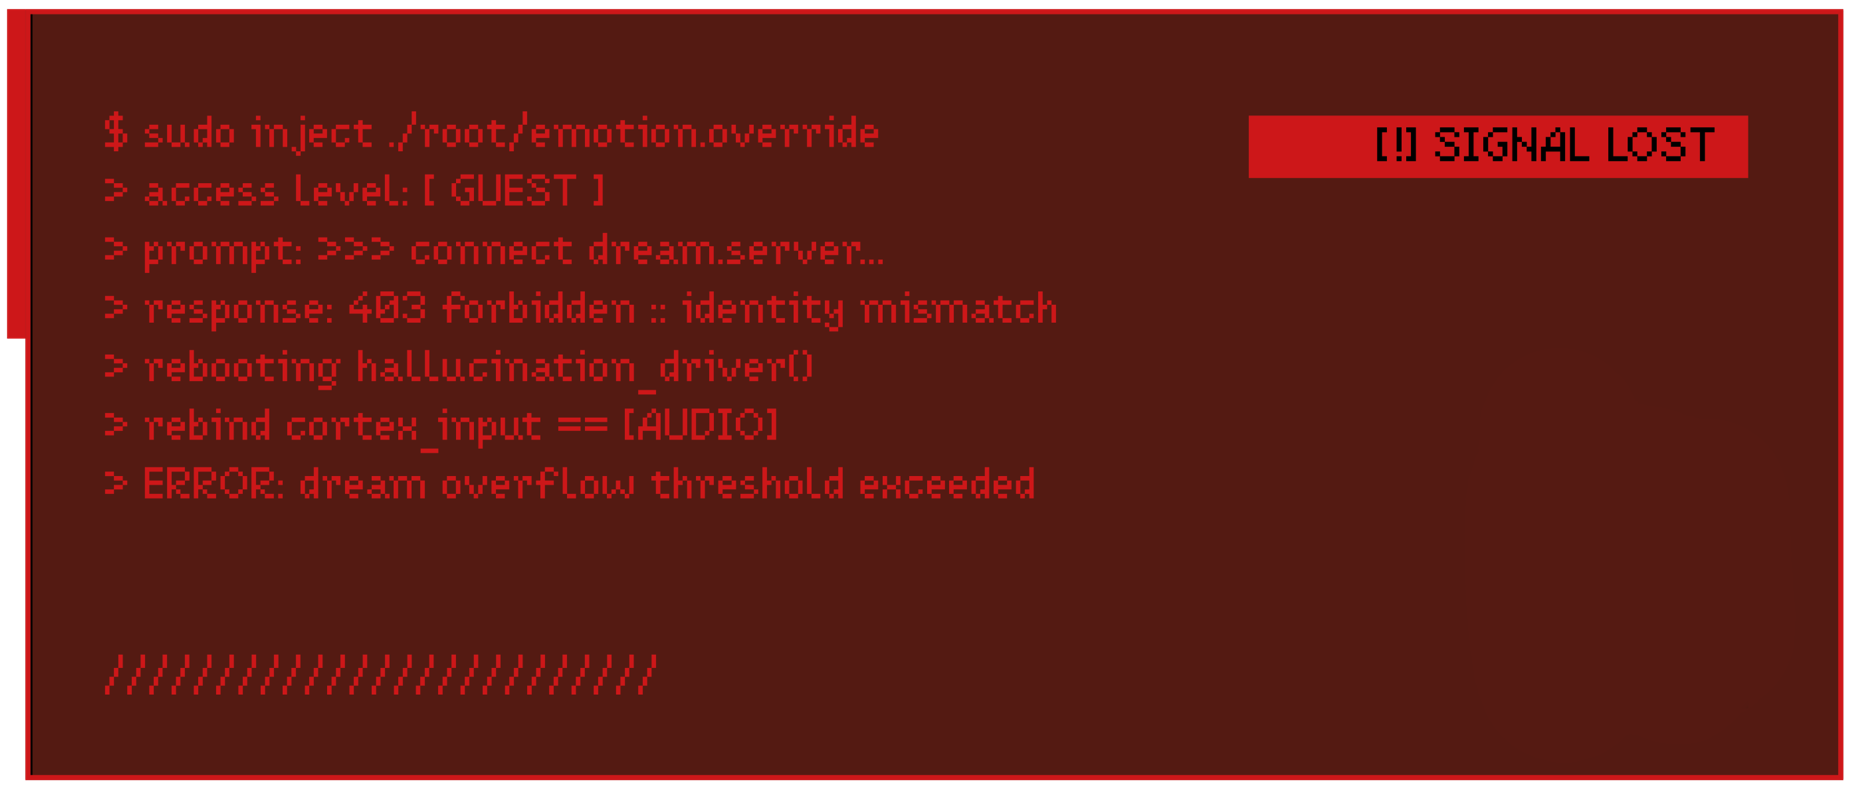 $ sudo inject ./root/emotion.override
[!] SIGNAL LOST
> access level: [ GUEST ]
> prompt: >>> connect dream.server...
> response: 403 forbidden :: identity mismatch
> rebooting hallucination_driver()
> rebind cortex_input == [AUDIO]
> ERROR: dream overflow threshold exceeded
/////////////////////////